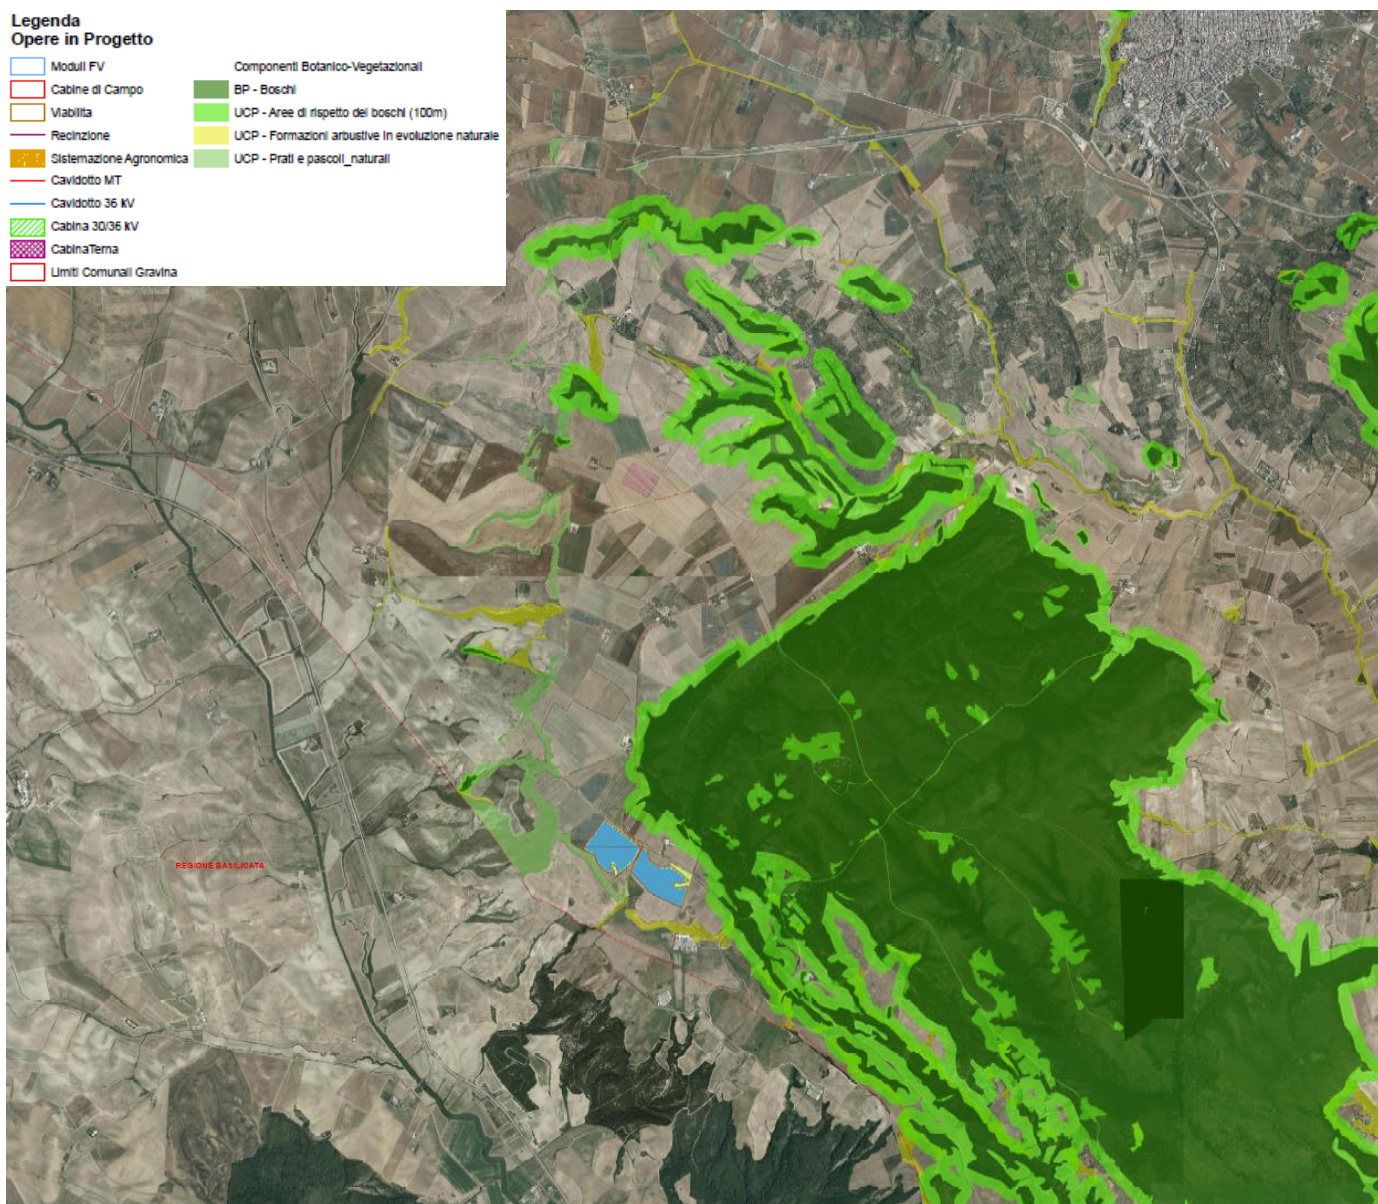 Legenda
Opere in Progetto
Moduli FV
Cabine di Campo
Viabilita
Recinzione
Sistemazione Agronomica
Cavidotto MT
Cavidotto 36 kV
Cabina 30/36 kV
CabinaTerna
Limiti Comunali Gravina
Componenti Botanico-Vegetazionali
BP - Boschi
UCP - Aree di rispetto dei boschi (100m)
UCP - Formazioni arbustive in evoluzione naturale
UCP - Prati e pascoli_naturali
REGIONE BASILICATA